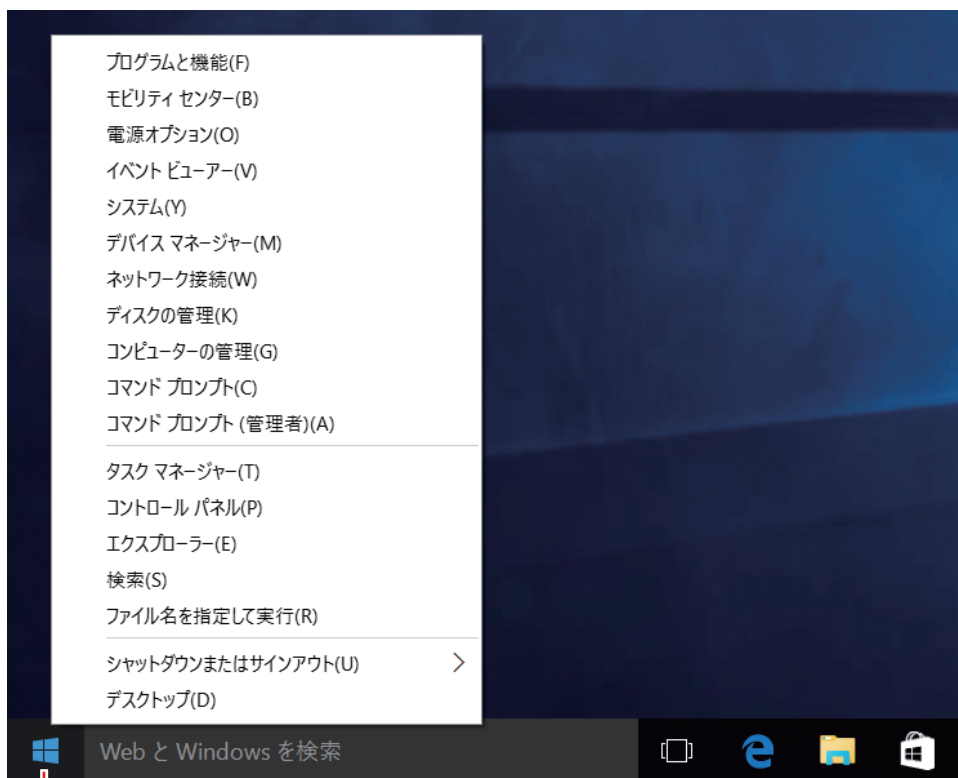 プログラムと機能(F)
モビリティ センター(B)
電源オプション(O)
イベント ビューアー(V)
システム(Y)
デバイス マネージャー(M)
ネットワーク接続(W)
ディスクの管理(K)
コンピューターの管理(G)
コマンド プロンプト(C)
コマンド プロンプト (管理者)(A)
タスク マネージャー(T)
コントロール パネル(P)
エクスプローラー(E)
検索(S)
ファイル名を指定して実行(R)
シャットダウンまたはサインアウト(U)
デスクトップ(D)
Web と Windows を検索